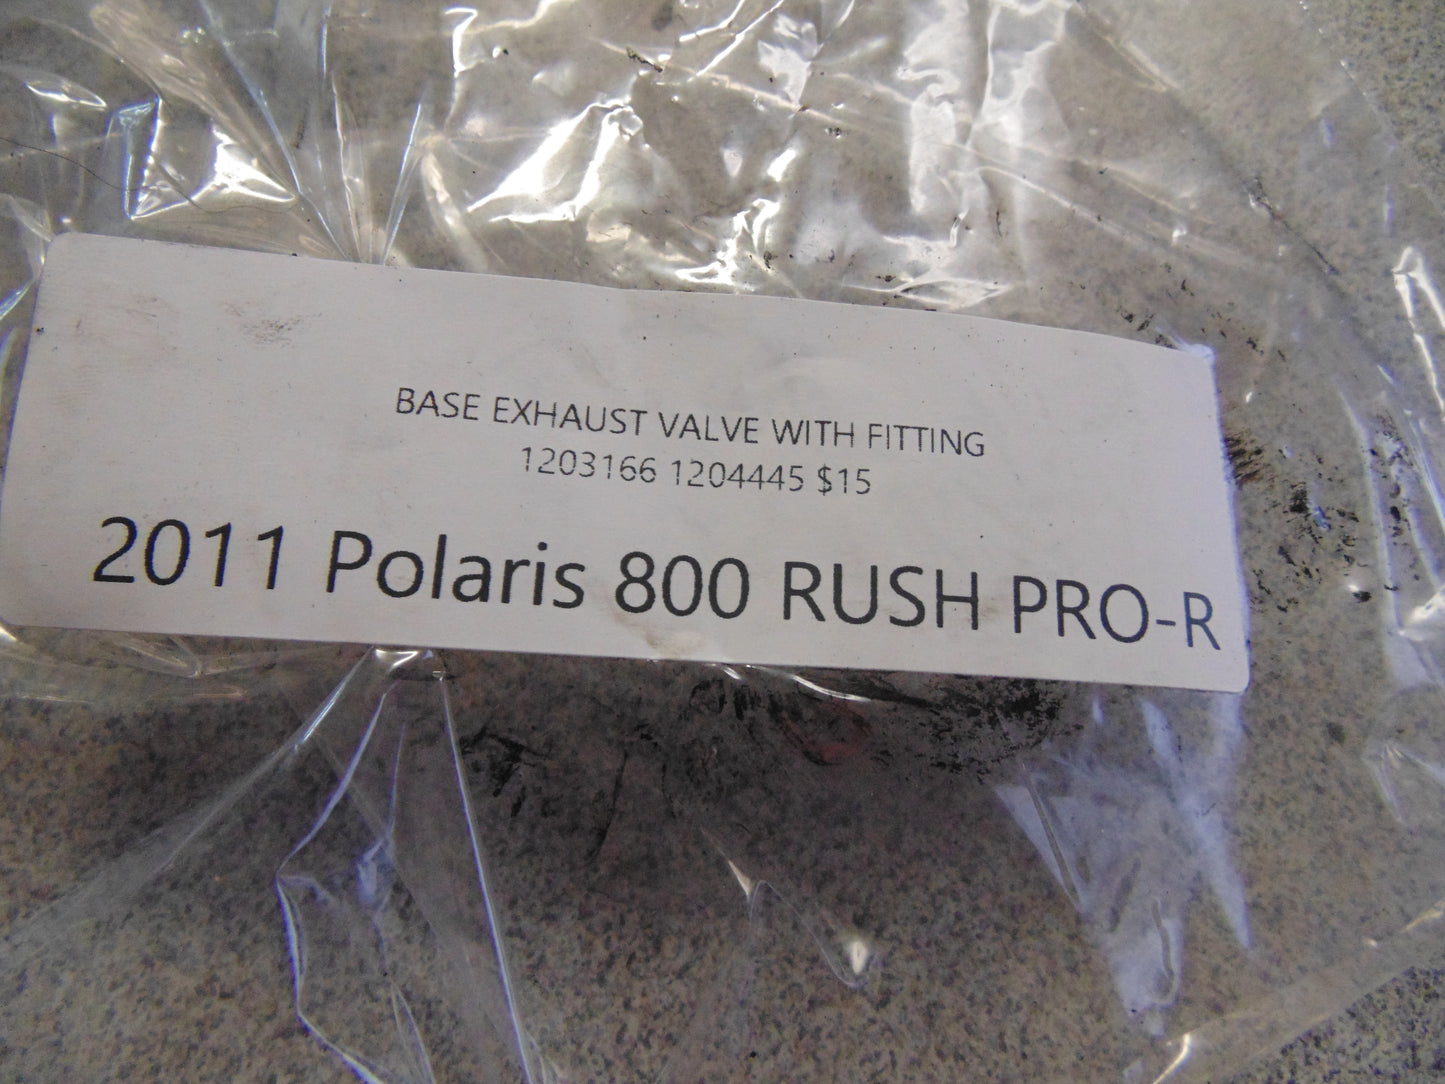 BASE EXHAUST VALVE WITH FITTING
1203166 1204445 $15
2011 Polaris 800 RUSH PRO-R